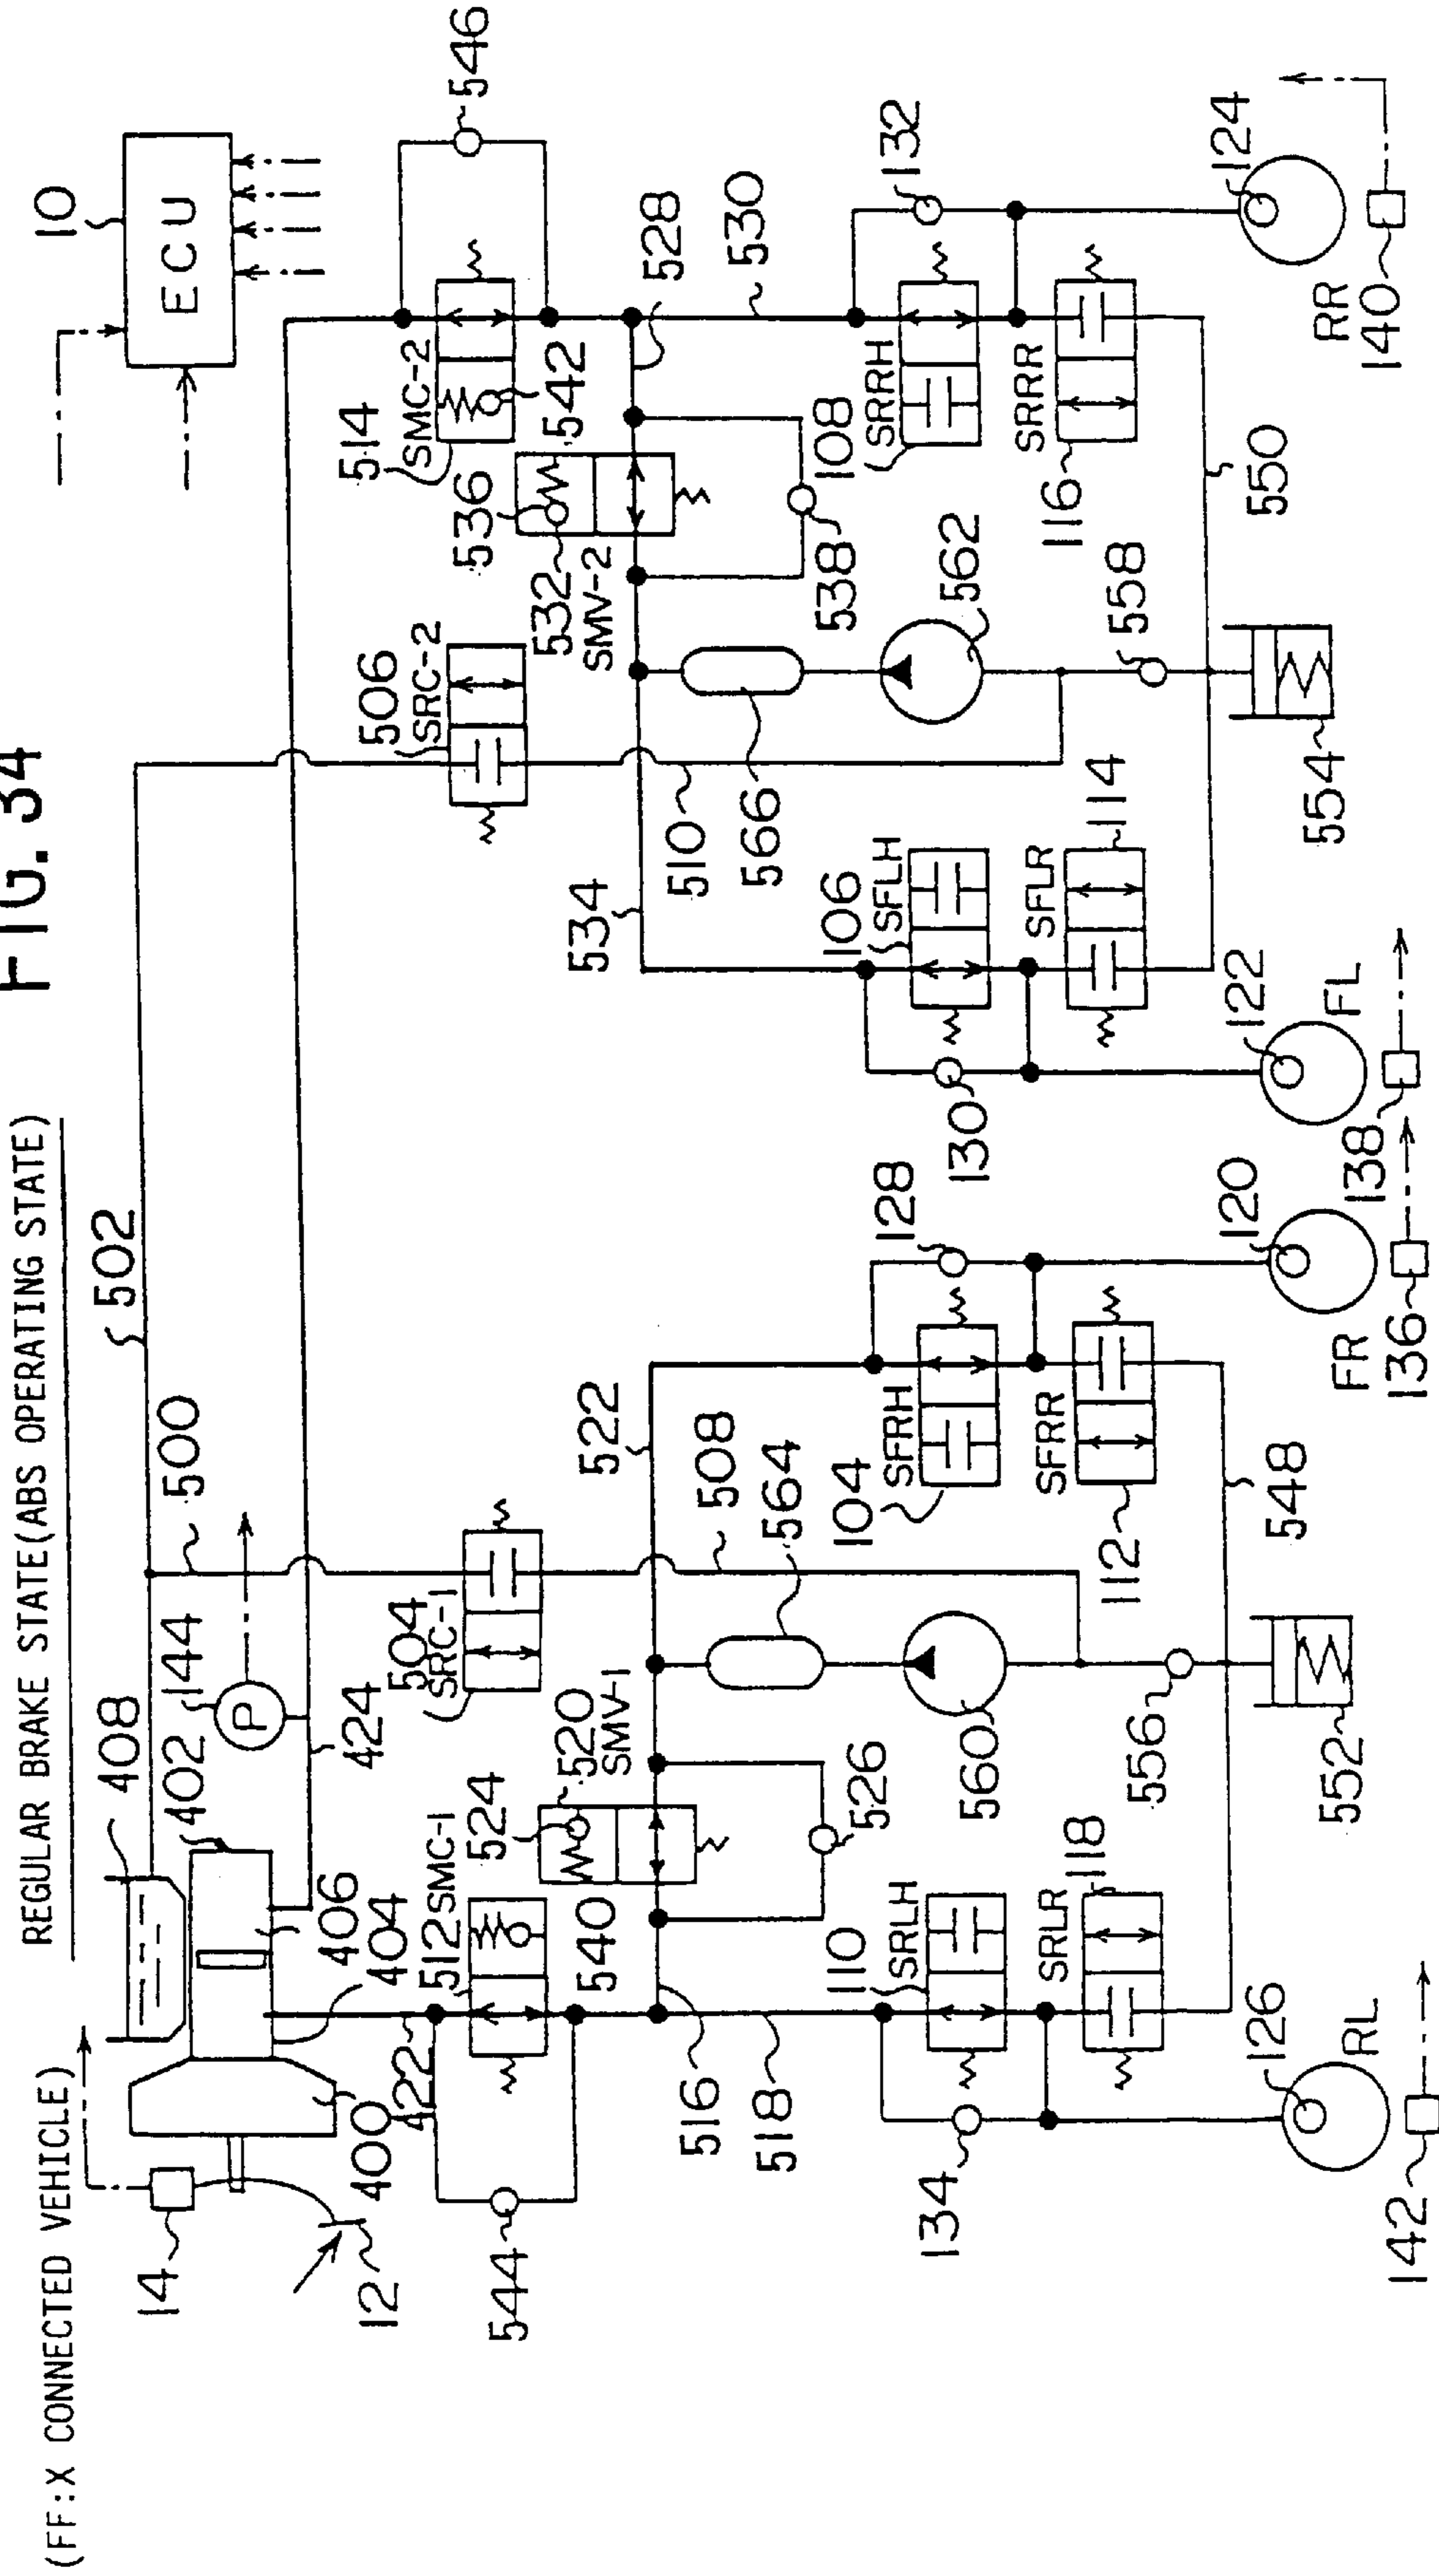 FIG. 34
REGULAR BRAKE STATE(ABS OPERATING STATE)
(FF:X CONNECTED VEHICLE)
14
12
400
408
402
144
P
406
404
422
424
500
502
10
ECU
544
512 SMC-1
540
524
520
SMV-1
526
504
SRC-1
516
518
522
508
564
560
556
552
548
110
SRLH
134
SRLR
118
126
RL
142
104
SFRH
128
SFRR
112
120
FR
136
506
SRC-2
514
SMC-2
542
546
536
532
SMV-2
538
528
530
534
510
566
562
558
554
550
106
SFLH
130
SFLR
114
122
FL
138
108
SRRH
132
SRRR
116
124
RR
140